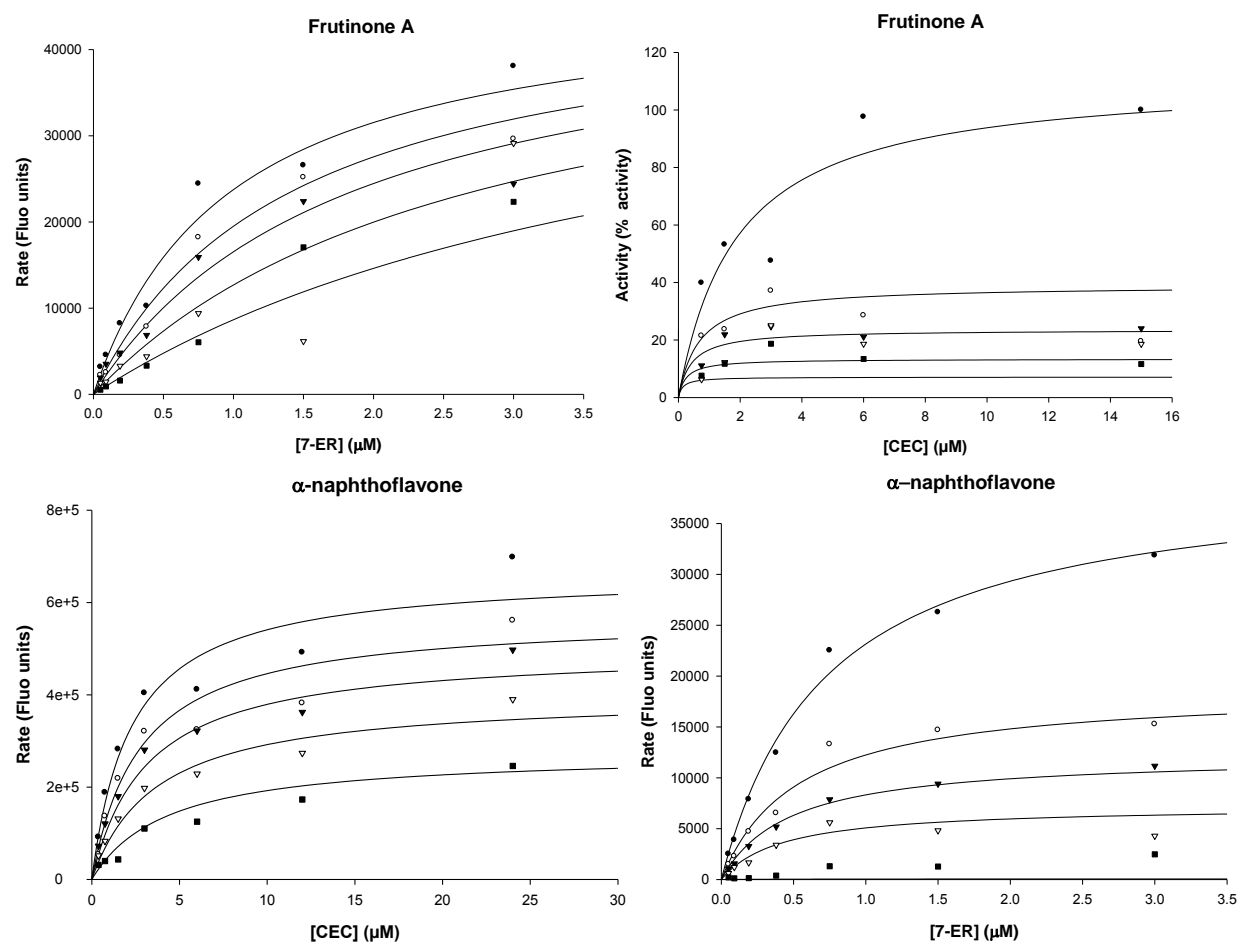 Frutinone A
Rate (Fluo units)
40000
30000
20000
10000
0
0.0 0.5 1.0 1.5 2.0 2.5 3.0 3.5
[7-ER] (μM)
Frutinone A
Activity (% activity)
120
100
80
60
40
20
0
0 2 4 6 8 10 12 14 16
[CEC] (μM)
α-naphthoflavone
Rate (Fluo units)
8e+5
6e+5
4e+5
2e+5
0
0 5 10 15 20 25 30
[CEC] (μM)
α–naphthoflavone
Rate (Fluo units)
35000
30000
25000
20000
15000
10000
5000
0
0.0 0.5 1.0 1.5 2.0 2.5 3.0 3.5
[7-ER] (μM)